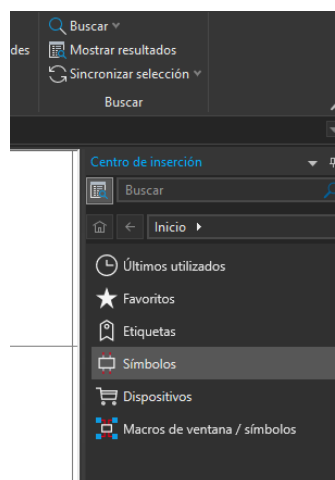 Buscar
des
Mostrar resultados
Sincronizar selección
Buscar
Centro de inserción
Buscar
Inicio
Últimos utilizados
Favoritos
Etiquetas
Símbolos
Dispositivos
Macros de ventana / símbolos